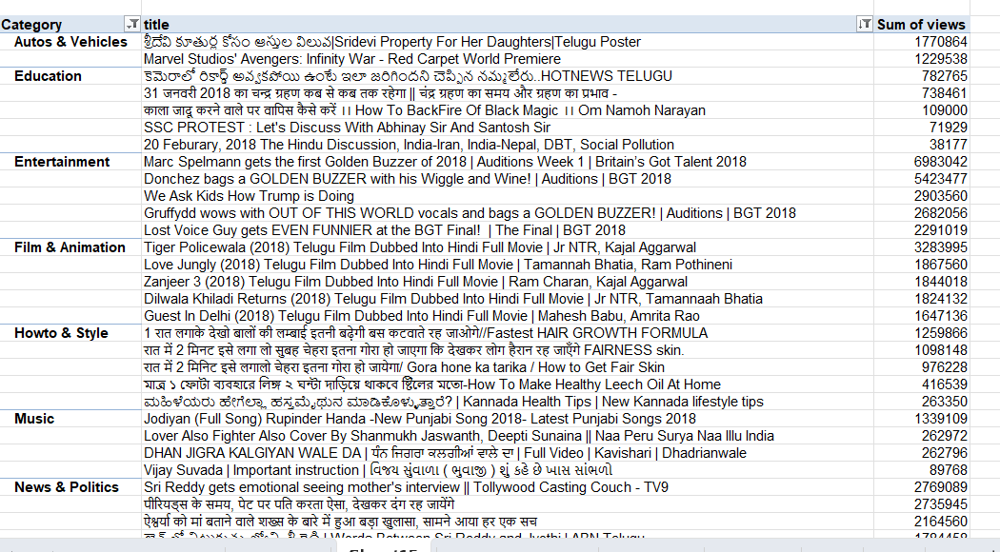 Category title Sum of views
Autos & Vehicles శ్రీదేవి కూతుర్ల కోసం ఆస్తుల విలువ|Sridevi Property For Her Daughters|Telugu Poster 1770864
Marvel Studios' Avengers: Infinity War - Red Carpet World Premiere 1229538
Education కెమెరాలో రికార్డ్ అవ్వకపోయి ఉంటే ఇలా జరిగిందని చెప్పిన నమ్మలేరు..HOTNEWS TELUGU 782765
31 जनवरी 2018 का चन्द्र ग्रहण कब से कब तक रहेगा || चंद्र ग्रहण का समय और ग्रहण का प्रभाव - 738461
काला जादू करने वाले पर वापिस कैसे करें ।। How To BackFire Of Black Magic ।। Om Namoh Narayan 109000
SSC PROTEST : Let's Discuss With Abhinay Sir And Santosh Sir 71929
20 Feburary, 2018 The Hindu Discussion, India-Iran, India-Nepal, DBT, Social Pollution 38177
Entertainment Marc Spelmann gets the first Golden Buzzer of 2018 | Auditions Week 1 | Britain's Got Talent 2018 6983042
Donchez bags a GOLDEN BUZZER with his Wiggle and Wine! | Auditions | BGT 2018 5423477
We Ask Kids How Trump is Doing 2903560
Gruffydd wows with OUT OF THIS WORLD vocals and bags a GOLDEN BUZZER! | Auditions | BGT 2018 2682056
Lost Voice Guy gets EVEN FUNNIER at the BGT Final! | The Final | BGT 2018 2291019
Film & Animation Tiger Policewala (2018) Telugu Film Dubbed Into Hindi Full Movie | Jr NTR, Kajal Aggarwal 3283995
Love Jungly (2018) Telugu Film Dubbed Into Hindi Full Movie | Tamannah Bhatia, Ram Pothineni 1867560
Zanjeer 3 (2018) Telugu Film Dubbed Into Hindi Full Movie | Ram Charan, Kajal Aggarwal 1844018
Dilwala Khiladi Returns (2018) Telugu Film Dubbed Into Hindi Full Movie | Jr NTR, Tamannaah Bhatia 1824132
Guest In Delhi (2018) Telugu Film Dubbed Into Hindi Full Movie | Mahesh Babu, Amrita Rao 1647136
Howto & Style 1 रात लगाके देखो बालों की लम्बाई इतनी बढ़ेगी बस कटवाते रह जाओगे//Fastest HAIR GROWTH FORMULA 1259866
रात में 2 मिनट इसे लगा लो सुबह चेहरा इतना गोरा हो जाएगा कि देखकर लोग हैरान रह जाएँगे FAIRNESS skin. 1098148
रात में 2 मिनिट इसे लगालो चेहरा इतना गोरा हो जायेगा/ Gora hone ka tarika / How to Get Fair Skin 976228
মাত্র ১ ফোটা ব্যবহারে লিঙ্গ ২ ঘন্টা দাড়িয়ে থাকবে ষ্টিলের মতো-How To Make Healthy Leech Oil At Home 416539
ಮಹಿಳೆಯರು ಹೇಗೆಲ್ಲಾ ಹಸ್ತಮೈಥುನ ಮಾಡಿಕೊಳ್ಳುತ್ತಾರೆ? | Kannada Health Tips | New Kannada lifestyle tips 263350
Music Jodiyan (Full Song) Rupinder Handa -New Punjabi Song 2018- Latest Punjabi Songs 2018 1339109
Lover Also Fighter Also Cover By Shanmukh Jaswanth, Deepti Sunaina || Naa Peru Surya Naa Illu India 262972
DHAN JIGRA KALGIYAN WALE DA | ਧੰਨ ਜਿਗਰਾ ਕਲਗੀਆਂ ਵਾਲੇ ਦਾ | Full Video | Kavishari | Dhadrianwale 262796
Vijay Suvada | Important instruction | વિજય સુંવાળા ( ભુવાજી ) શું કહે છે ખાસ સાંભળો 89768
News & Politics Sri Reddy gets emotional seeing mother's interview || Tollywood Casting Couch - TV9 2769089
पीरियड्स के समय, पेट पर पति करता ऐसा, देखकर दंग रह जायेंगे 2735945
ऐश्वर्या को मां बताने वाले शख्स के बारे में हुआ बड़ा खुलासा, सामने आया हर एक सच 2164560